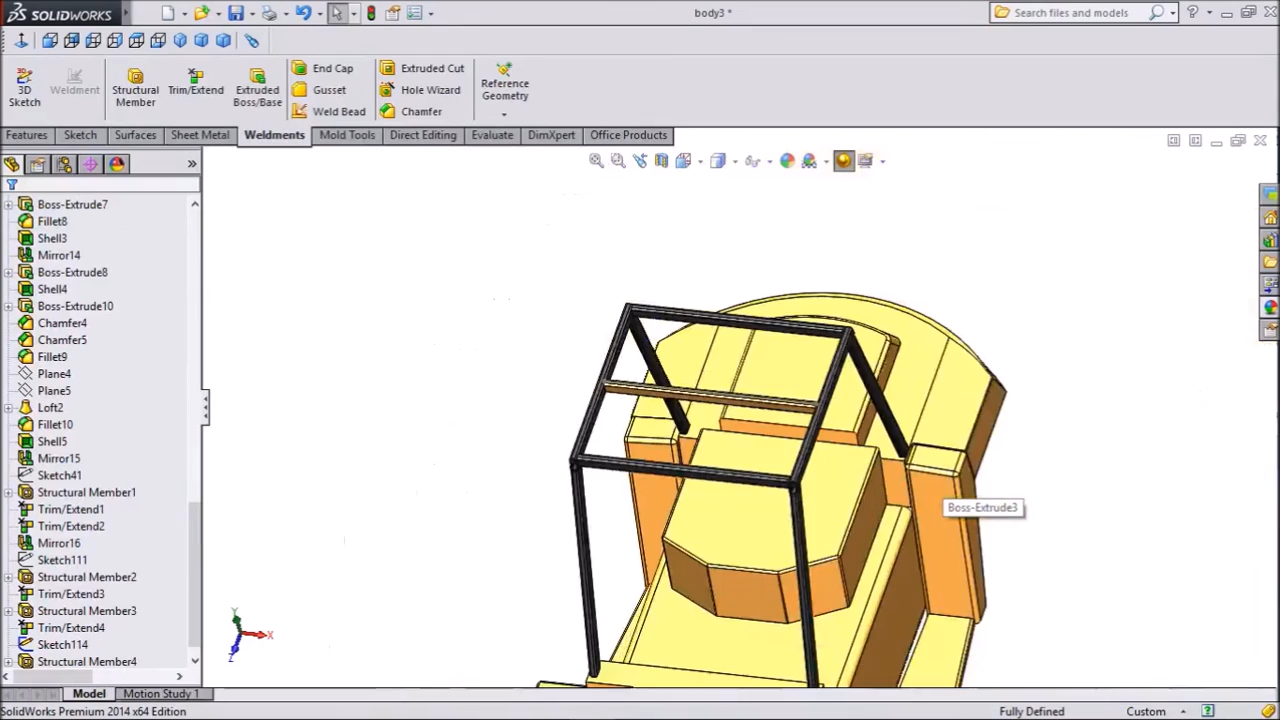 SOLIDWORKS
body3 *
Search files and models
3D
Sketch
Weldment
Structural
Member
Trim/Extend
Extruded
Boss/Base
End Cap
Gusset
Weld Bead
Extruded Cut
Hole Wizard
Chamfer
Reference
Geometry
Features
Sketch
Surfaces
Sheet Metal
Weldments
Mold Tools
Direct Editing
Evaluate
DimXpert
Office Products
Boss-Extrude7
Fillet8
Shell3
Mirror14
Boss-Extrude8
Shell4
Boss-Extrude10
Chamfer4
Chamfer5
Fillet9
Plane4
Plane5
Loft2
Fillet10
Shell5
Mirror15
Sketch41
Structural Member1
Trim/Extend1
Trim/Extend2
Mirror16
Sketch111
Structural Member2
Trim/Extend3
Structural Member3
Trim/Extend4
Sketch114
Structural Member4
Boss-Extrude3
Y
X
Z
Model
Motion Study 1
SolidWorks Premium 2014 x64 Edition
Fully Defined
Custom